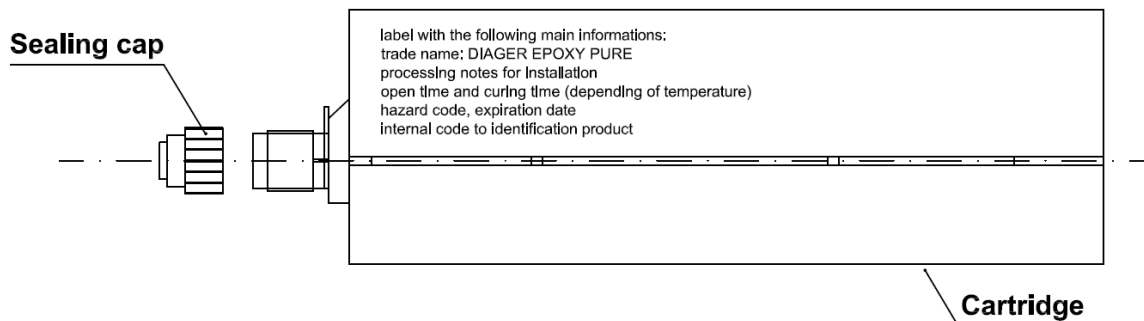 Sealing cap
label with the following main informations:
trade name: DIAGER EPOXY PURE
processing notes for installation
open time and curing time (depending of temperature)
hazard code, expiration date
internal code to identification product
Cartridge